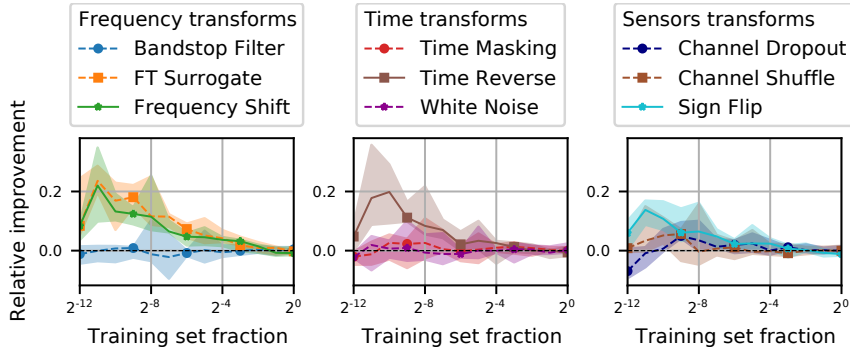 Frequency transforms
Bandstop Filter
FT Surrogate
Frequency Shift
Time transforms
Time Masking
Time Reverse
White Noise
Sensors transforms
Channel Dropout
Channel Shuffle
Sign Flip
Relative improvement
0.2
0.0
2^-12
2^-8
2^-4
2^0
Training set fraction
0.2
0.0
2^-12
2^-8
2^-4
2^0
Training set fraction
0.2
0.0
2^-12
2^-8
2^-4
2^0
Training set fraction